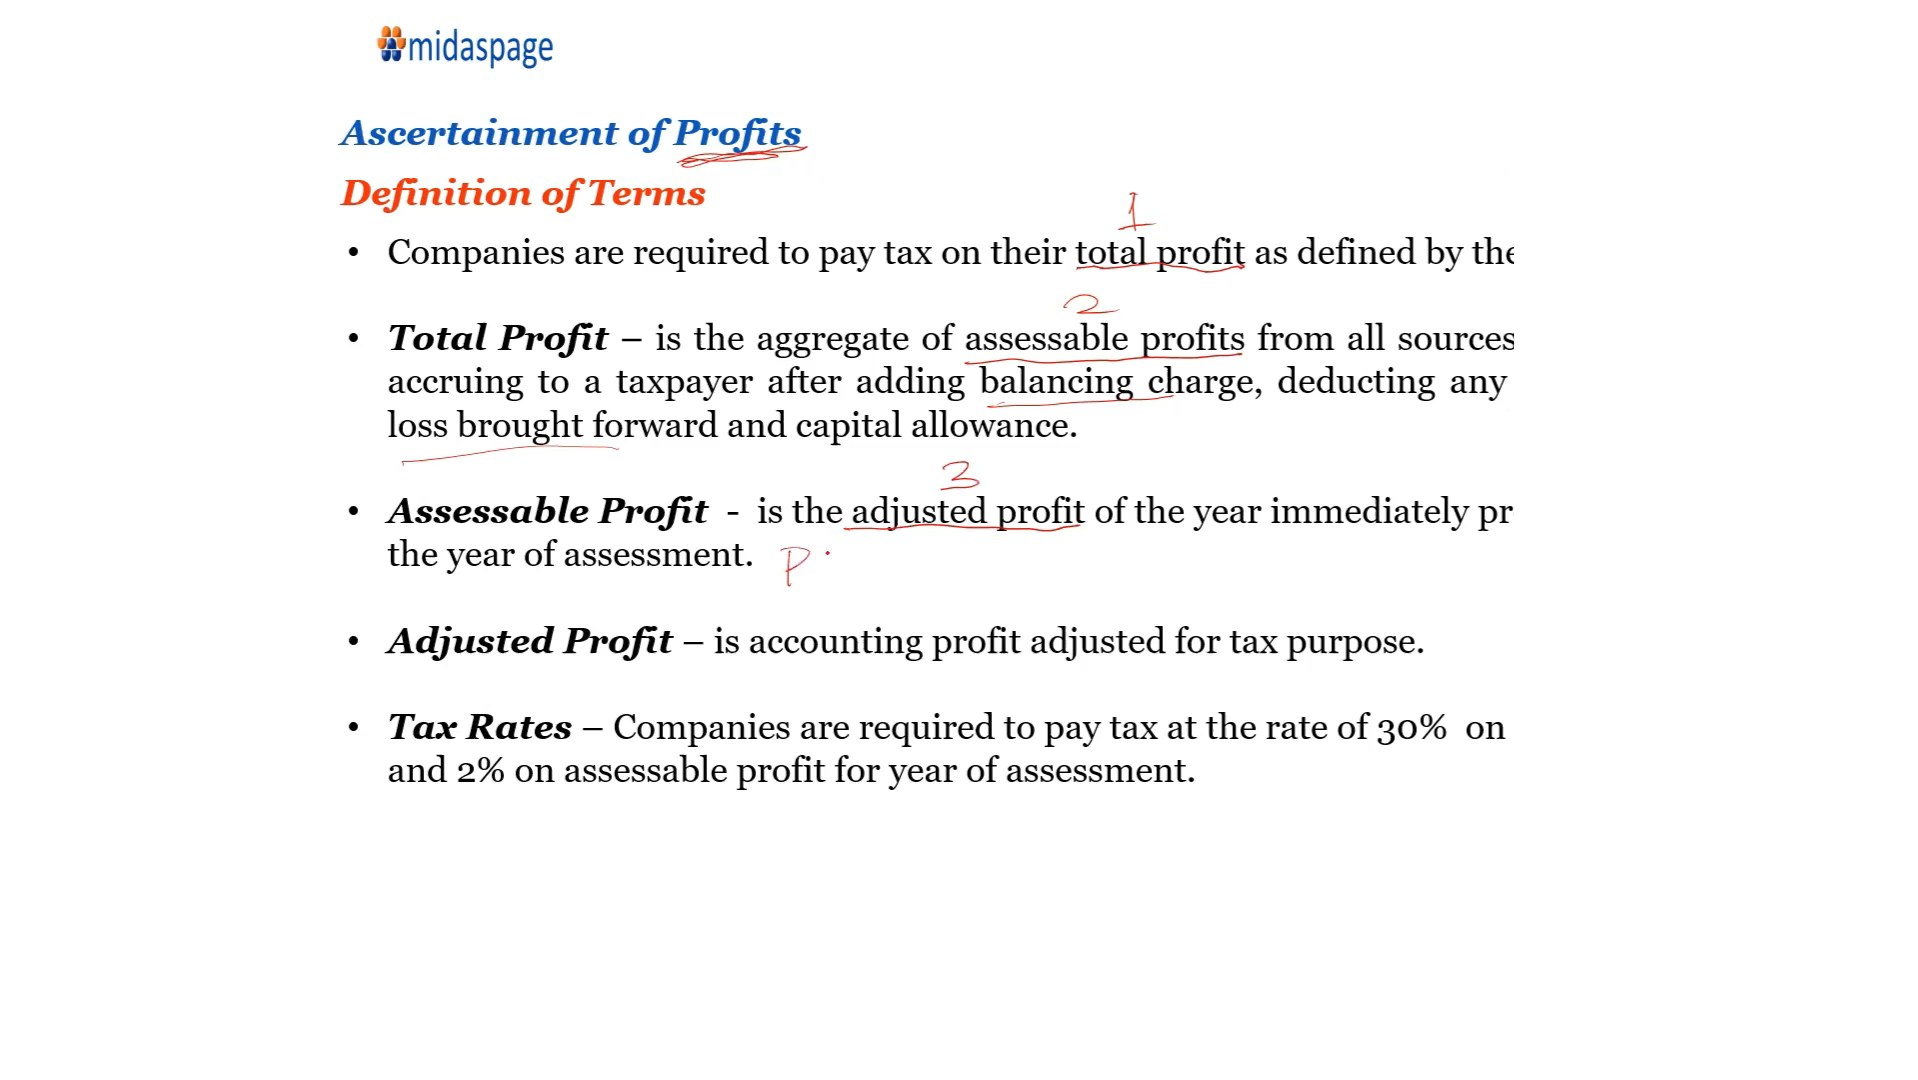 midaspage
Ascertainment of Profits
Definition of Terms
1
• Companies are required to pay tax on their total profit as defined by the
2
• Total Profit – is the aggregate of assessable profits from all sources
accruing to a taxpayer after adding balancing charge, deducting any
loss brought forward and capital allowance.
3
• Assessable Profit - is the adjusted profit of the year immediately pr
the year of assessment. P
• Adjusted Profit – is accounting profit adjusted for tax purpose.
• Tax Rates – Companies are required to pay tax at the rate of 30% on
and 2% on assessable profit for year of assessment.